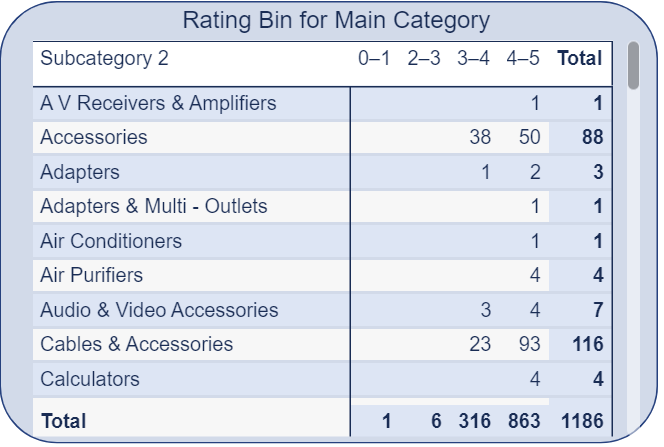 Rating Bin for Main Category
Subcategory 2 0–1 2–3 3–4 4–5 Total
A V Receivers & Amplifiers 1 1
Accessories 38 50 88
Adapters 1 2 3
Adapters & Multi - Outlets 1 1
Air Conditioners 1 1
Air Purifiers 4 4
Audio & Video Accessories 3 4 7
Cables & Accessories 23 93 116
Calculators 4 4
Total 1 6 316 863 1186